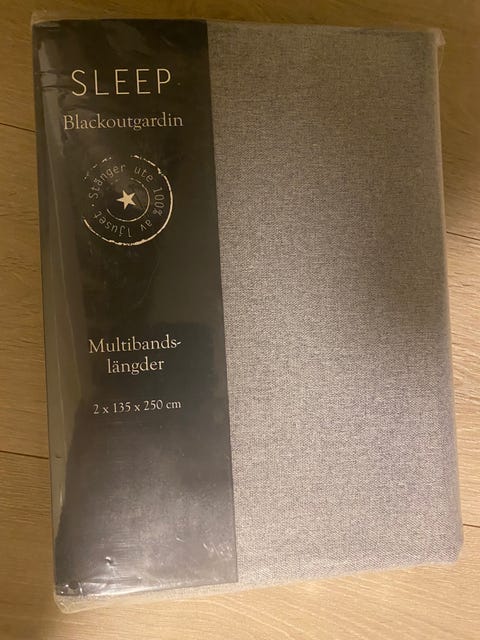 SLEEP
Blackoutgardin
Stänger ute 100% av ljuset
Multibands-
längder
2 x 135 x 250 cm